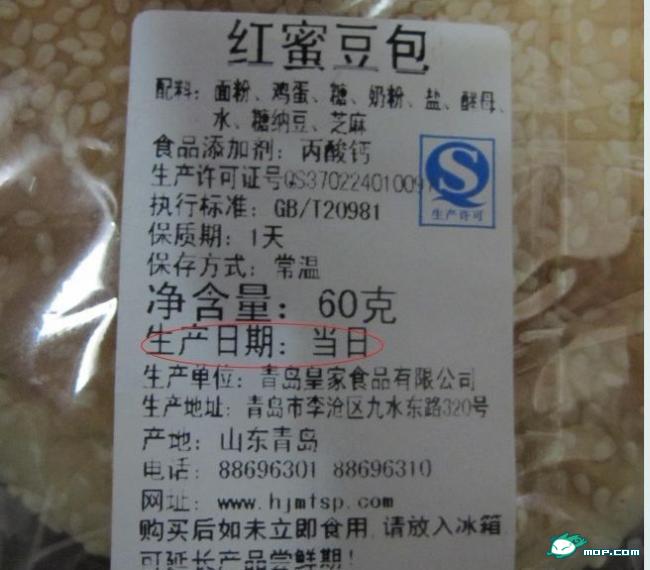 红蜜豆包
配料：面粉、鸡蛋、糖、奶粉、盐、酵母、
水、糖纳豆、芝麻
食品添加剂：丙酸钙
生产许可证号QS370224010091
QS
生产许可
执行标准：GB/T20981
保质期：1天
保存方式：常温
净含量：60克
生产日期：当日
生产单位：青岛皇家食品有限公司
生产地址：青岛市李沧区九水东路320号
产地：山东青岛
电话：88696301 88696310
网址：www.hjmfsp.com
购买后如未立即食用,请放入冰箱,
可延长产品尝鲜期!
MOP.COM